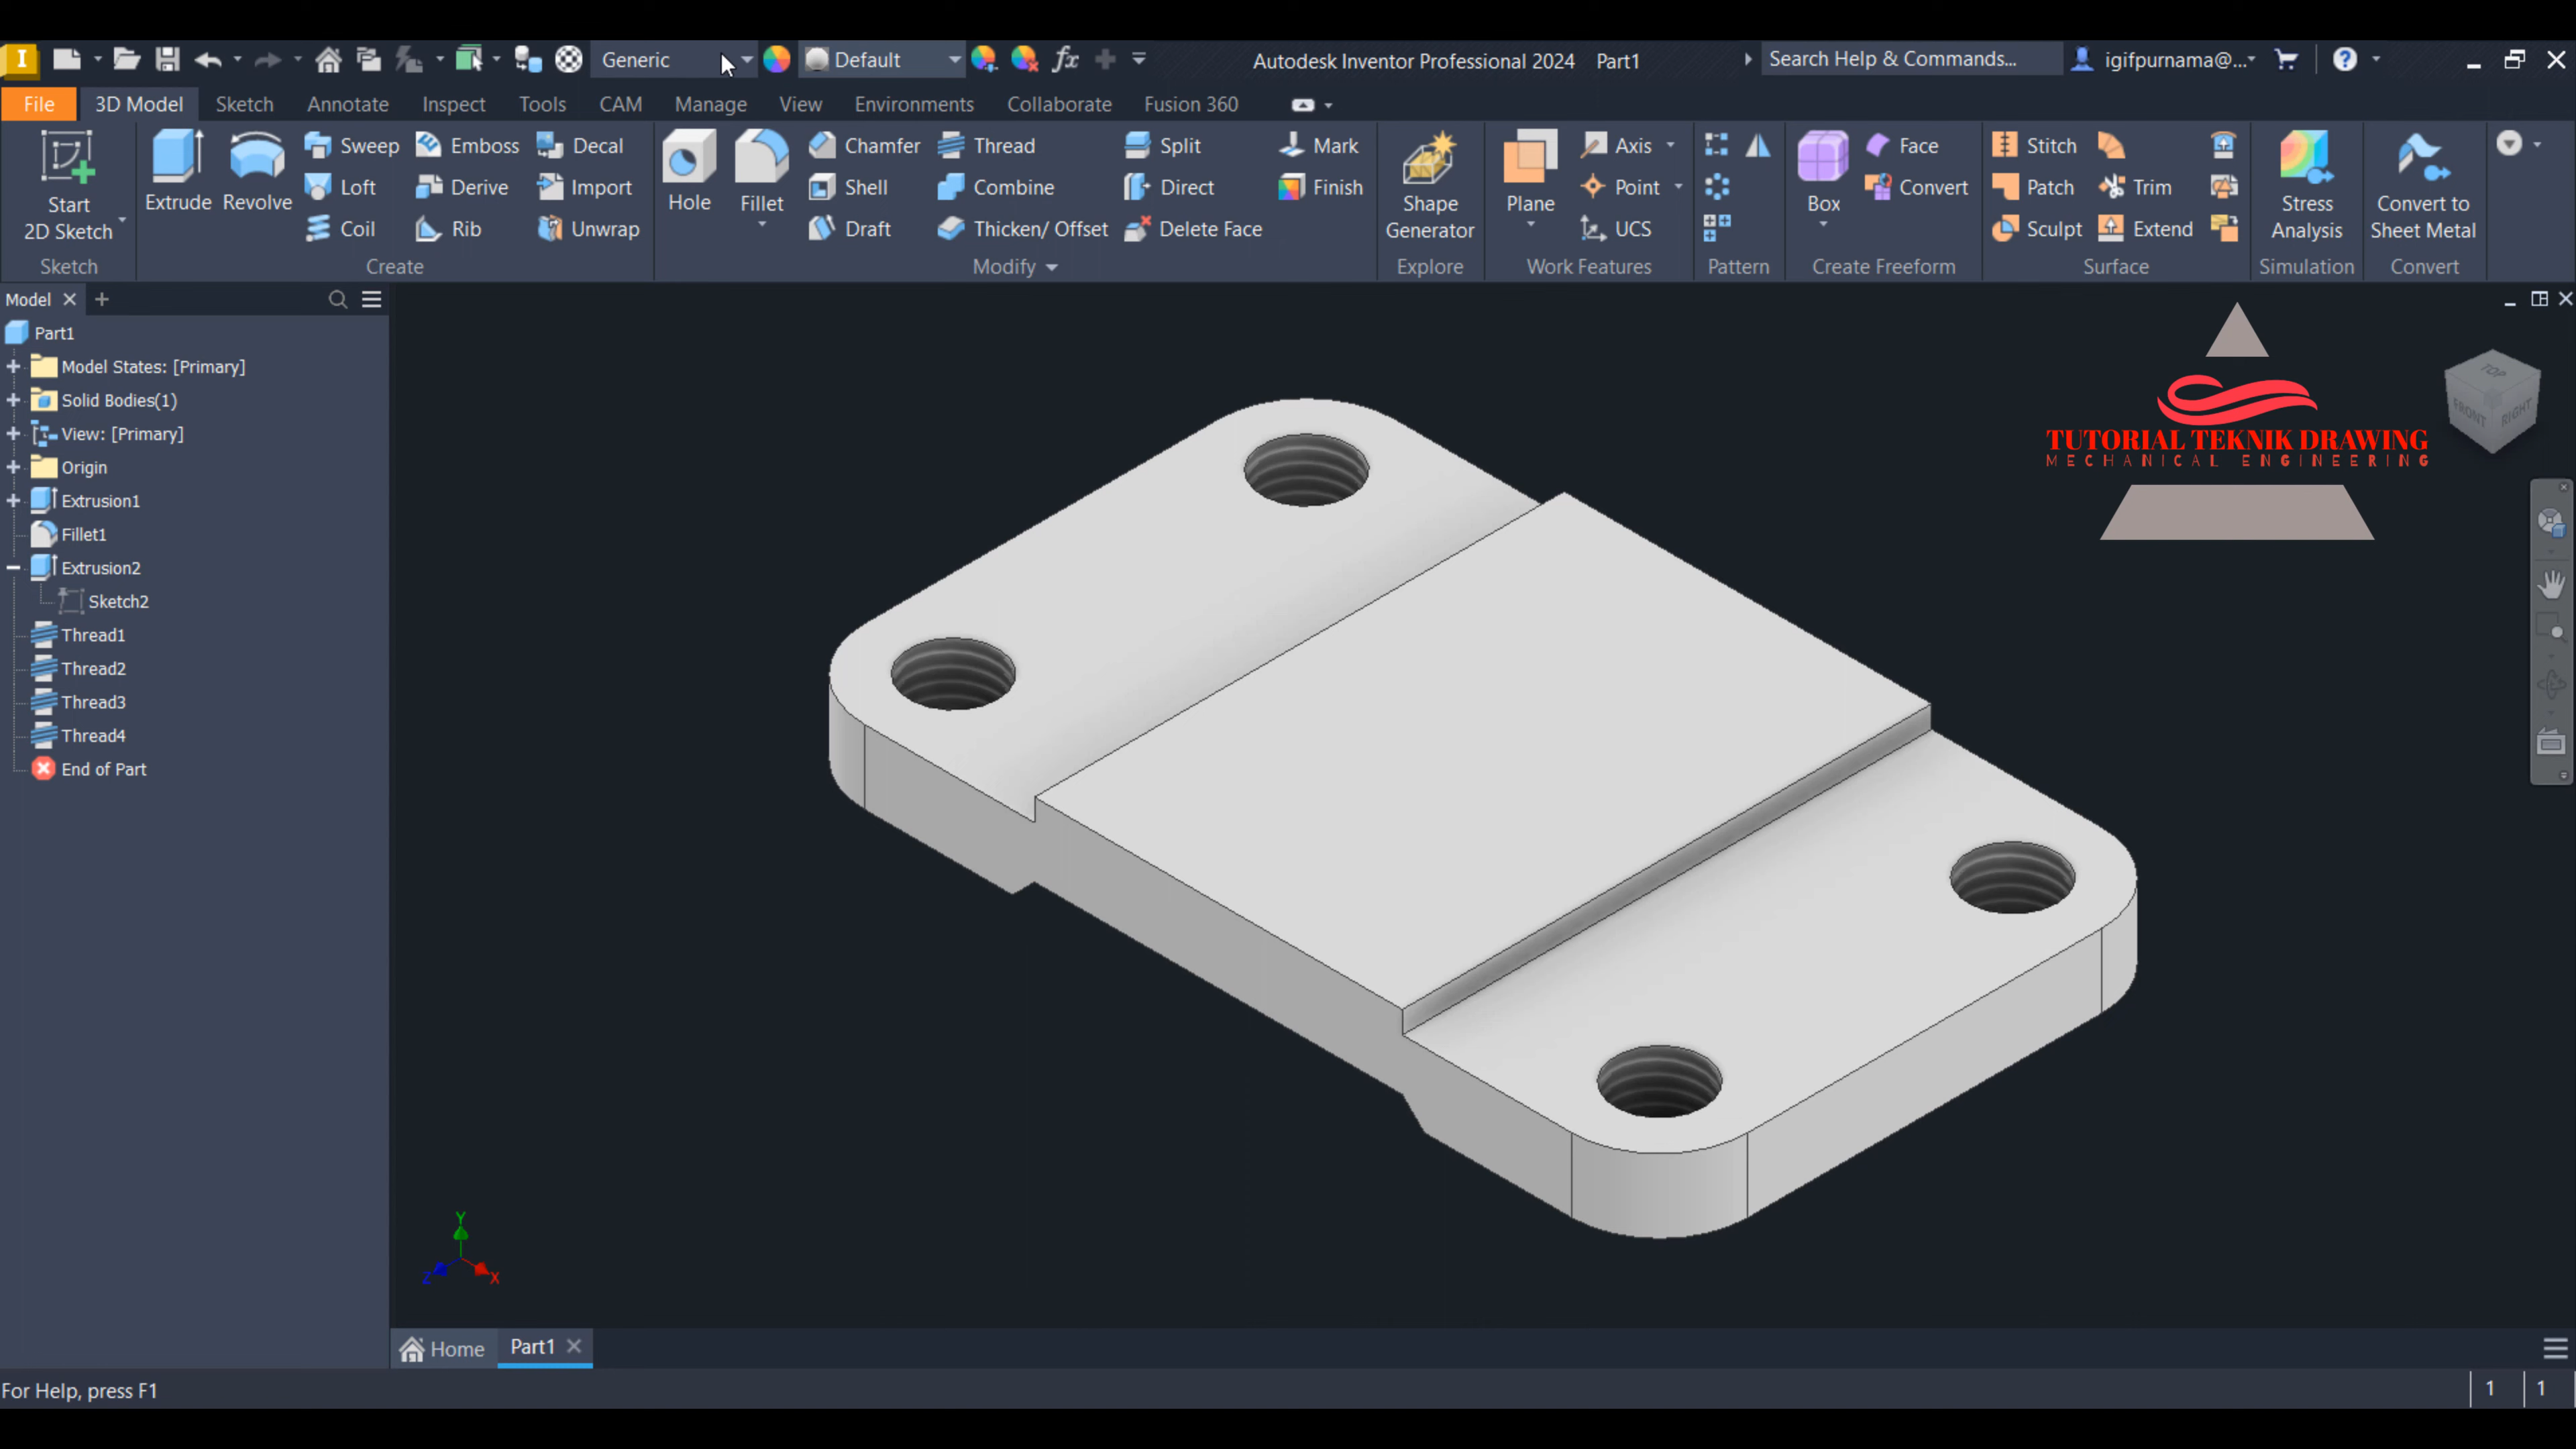 Generic
Default
Autodesk Inventor Professional 2024 Part1
Search Help & Commands...
igifpurnama@...
File 3D Model Sketch Annotate Inspect Tools CAM Manage View Environments Collaborate Fusion 360
Start
2D Sketch
Sketch
Extrude
Revolve
Sweep
Loft
Coil
Emboss
Derive
Rib
Decal
Import
Unwrap
Create
Hole
Fillet
Chamfer
Shell
Draft
Thread
Combine
Thicken/ Offset
Split
Direct
Delete Face
Mark
Finish
Modify
Shape
Generator
Explore
Plane
Axis
Point
UCS
Work Features
Pattern
Box
Face
Convert
Create Freeform
Stitch
Patch
Sculpt
Trim
Extend
Surface
Stress
Analysis
Simulation
Convert to
Sheet Metal
Convert
Model
Part1
Model States: [Primary]
Solid Bodies(1)
View: [Primary]
Origin
Extrusion1
Fillet1
Extrusion2
Sketch2
Thread1
Thread2
Thread3
Thread4
End of Part
TUTORIAL TEKNIK DRAWING
MECHANICAL ENGINEERING
TOP
FRONT
RIGHT
Y
Z
X
Home
Part1
For Help, press F1
1
1